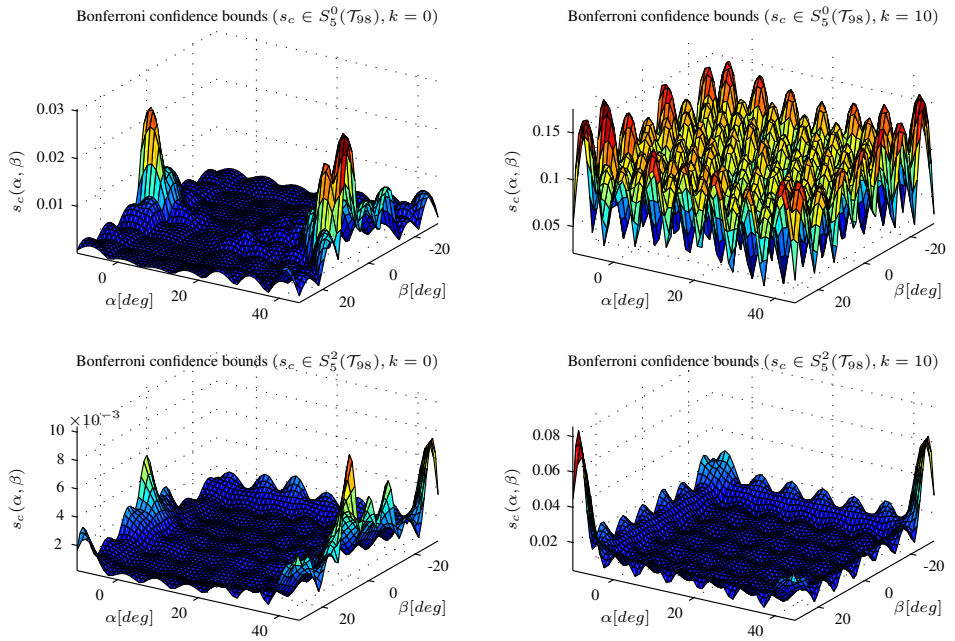 Bonferroni confidence bounds (s_c ∈ S_5^0(𝒯_98), k = 0)
0.03
0.02
0.01
s_c(α, β)
0
20
40
α[deg]
20
0
-20
β[deg]
Bonferroni confidence bounds (s_c ∈ S_5^0(𝒯_98), k = 10)
0.15
0.1
0.05
s_c(α, β)
0
20
40
α[deg]
20
0
-20
β[deg]
Bonferroni confidence bounds (s_c ∈ S_5^2(𝒯_98), k = 0)
×10^−3
10
8
6
4
2
s_c(α, β)
0
20
40
α[deg]
20
0
-20
β[deg]
Bonferroni confidence bounds (s_c ∈ S_5^2(𝒯_98), k = 10)
0.08
0.06
0.04
0.02
s_c(α, β)
0
20
40
α[deg]
20
0
-20
β[deg]